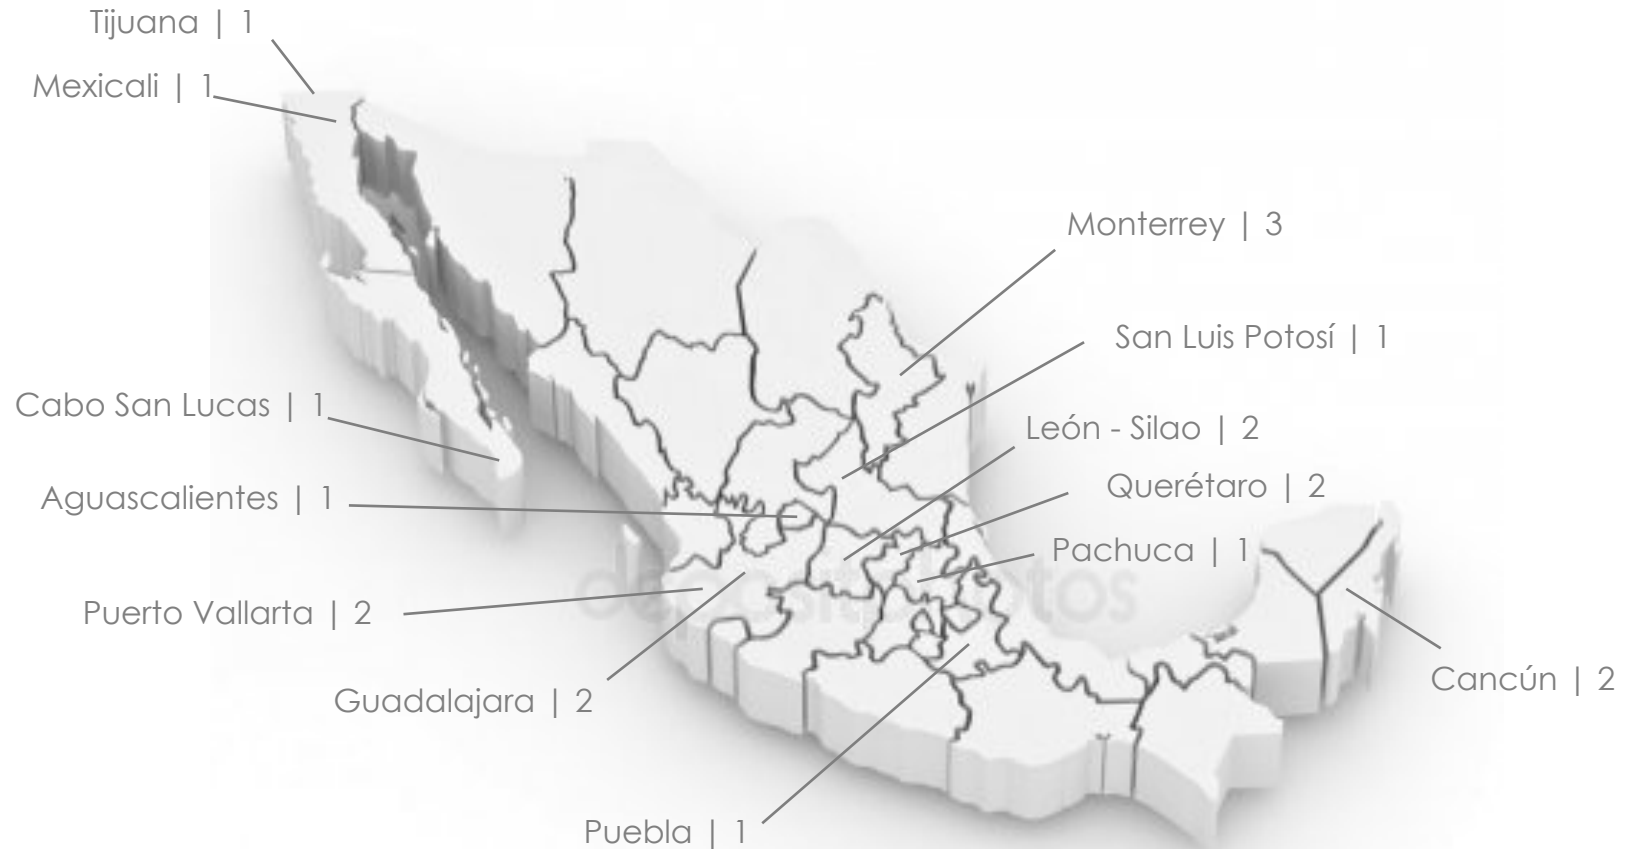 Tijuana | 1
Mexicali | 1
Monterrey | 3
San Luis Potosí | 1
Cabo San Lucas | 1
León - Silao | 2
Aguascalientes | 1
Querétaro | 2
Pachuca | 1
depositphotos
Puerto Vallarta | 2
Cancún | 2
Guadalajara | 2
Puebla | 1